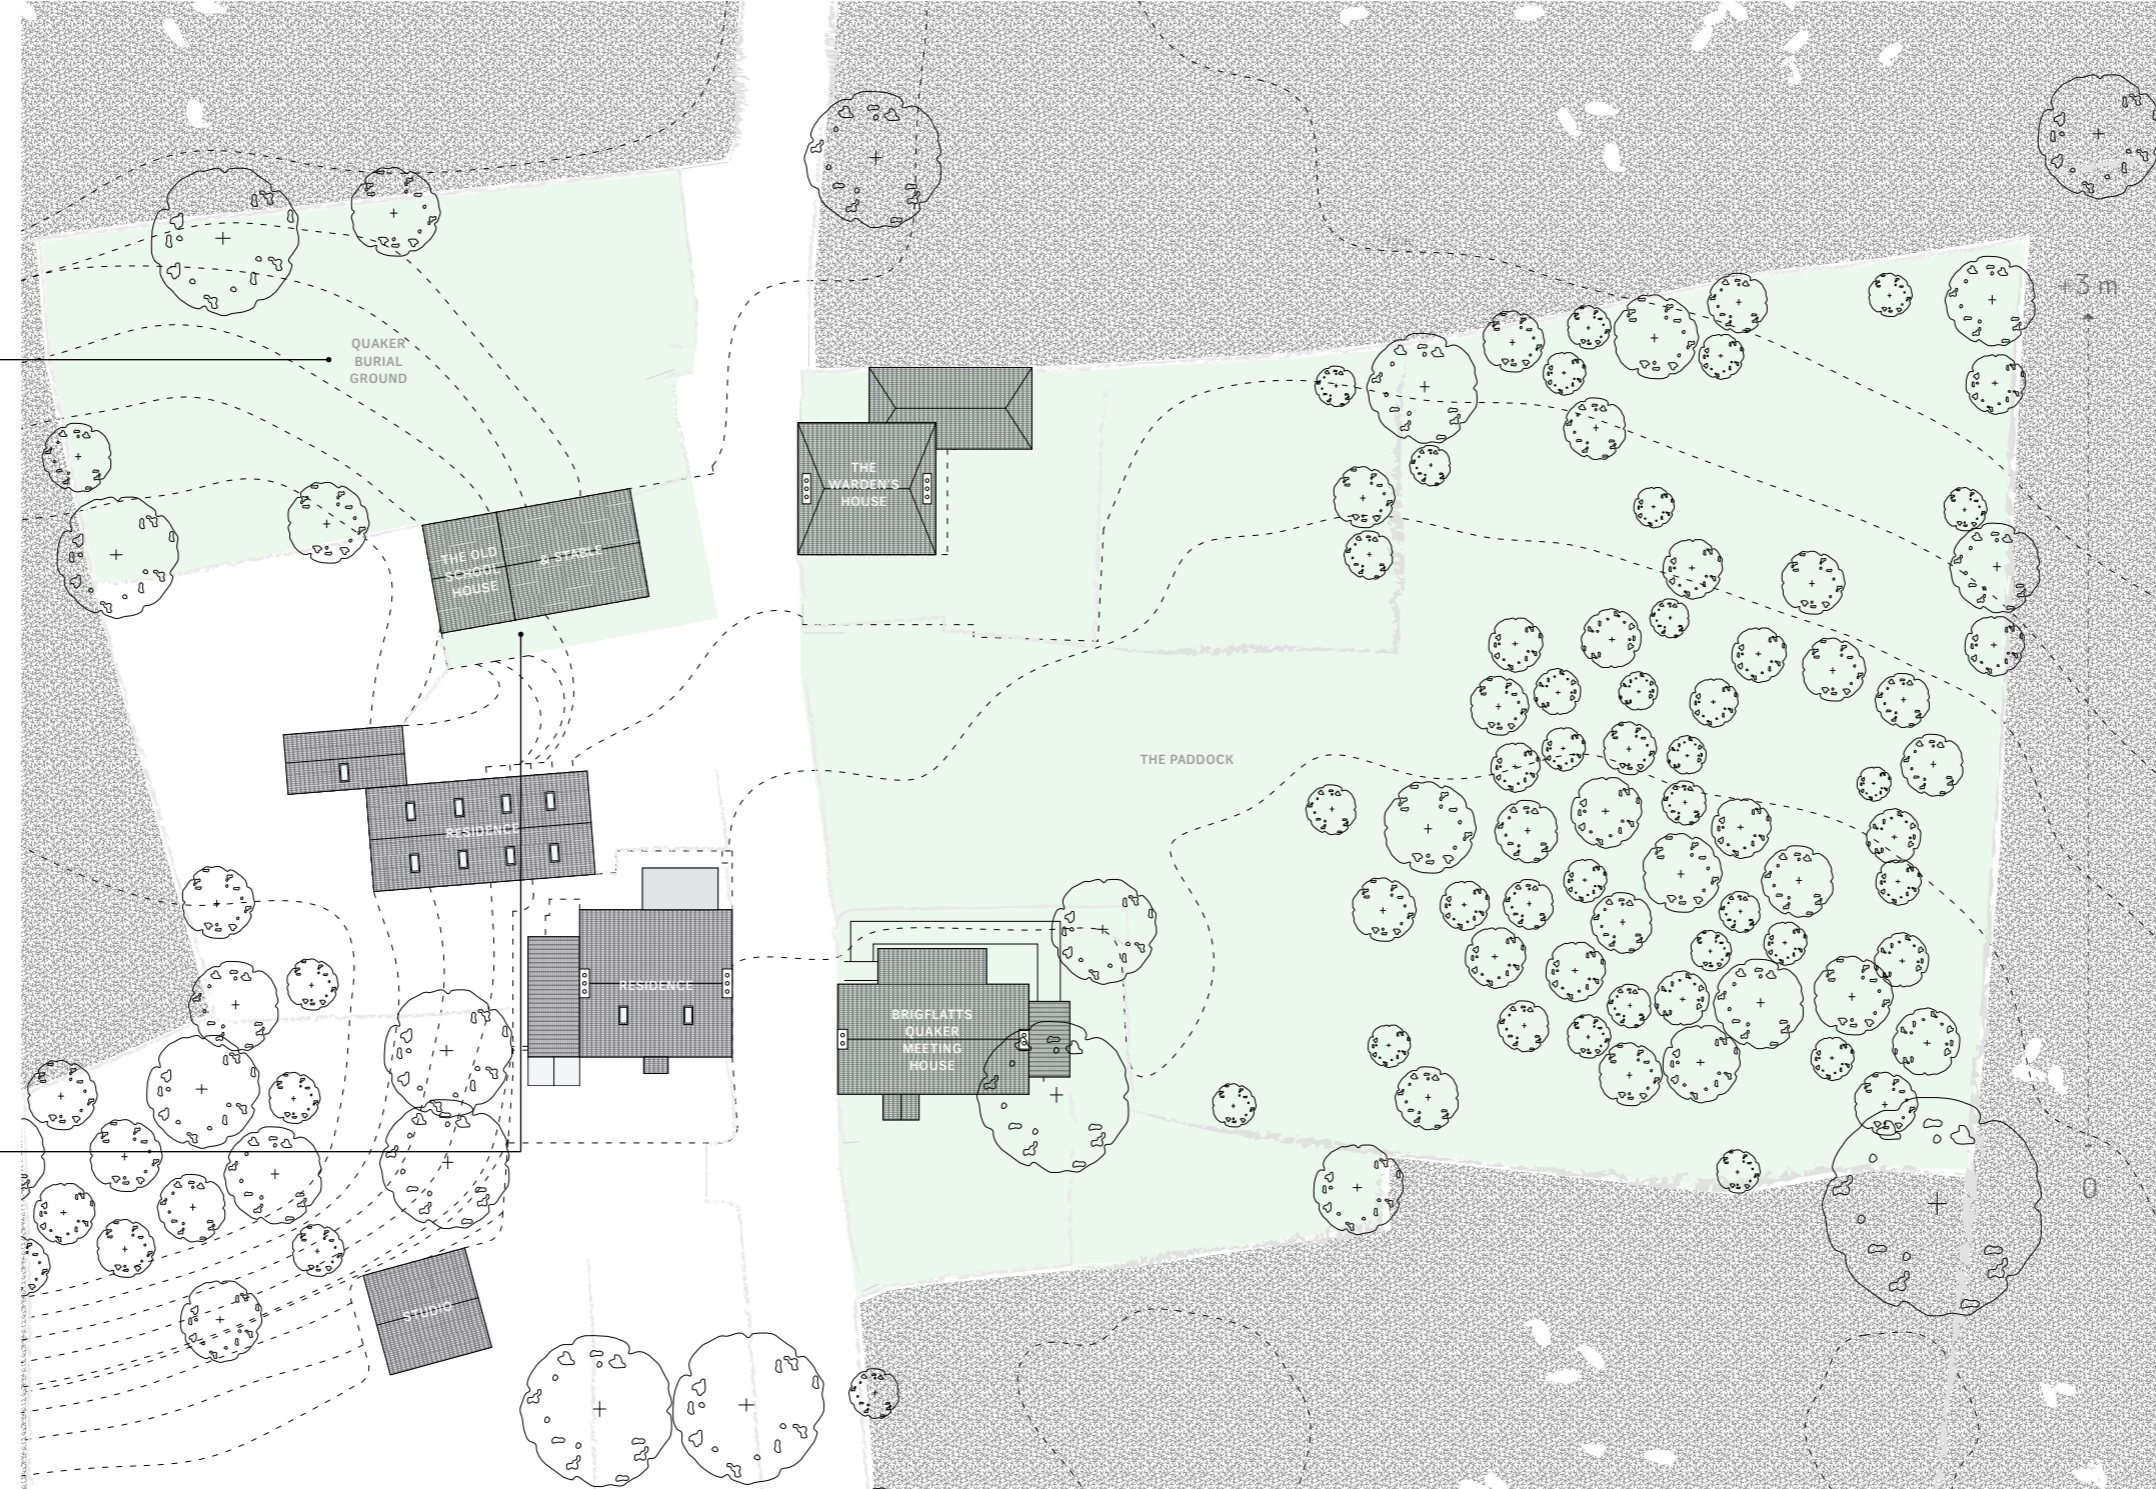 +3 m
QUAKER
BURIAL
GROUND
THE
WARDEN'S
HOUSE
THE OLD
SCHOOL
HOUSE
& STABLE
THE PADDOCK
RESIDENCE
RESIDENCE
BRIGFLATTS
QUAKER
MEETING
HOUSE
0
STUDIO